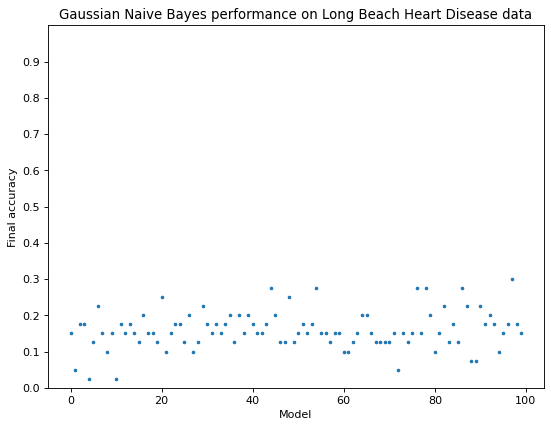 Gaussian Naive Bayes performance on Long Beach Heart Disease data
0.9
0.8
0.7
0.6
0.5
0.4
0.3
0.2
0.1
0.0
Final accuracy
0 20 40 60 80 100
Model